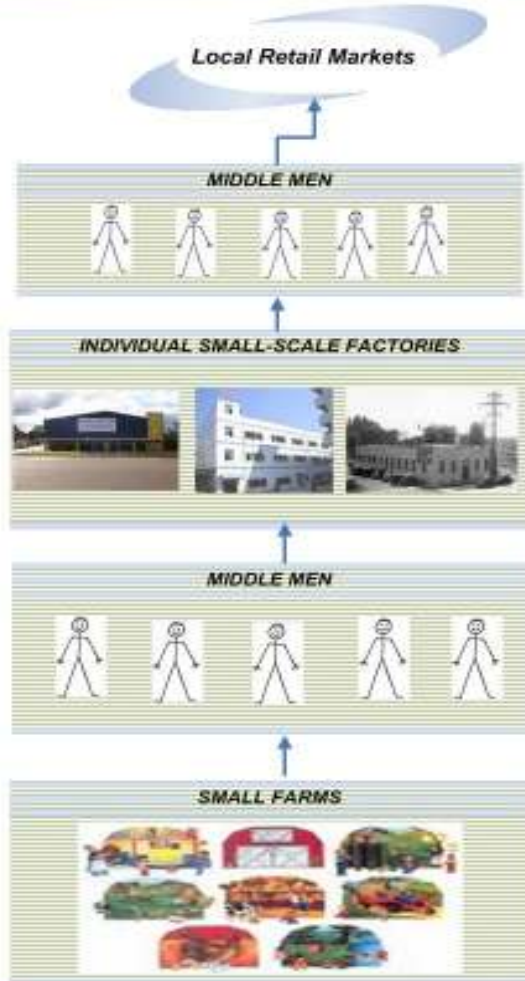 Local Retail Markets
MIDDLE MEN
INDIVIDUAL SMALL-SCALE FACTORIES
MIDDLE MEN
SMALL FARMS